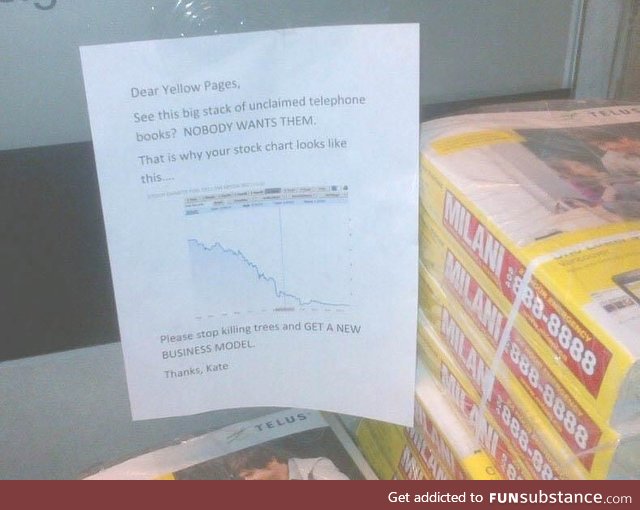 Dear Yellow Pages,
See this big stack of unclaimed telephone
books? NOBODY WANTS THEM.
That is why your stock chart looks like
this....
Please stop killing trees and GET A NEW
BUSINESS MODEL.
Thanks, Kate
TELUS
MILANI 888-8888
MILANI 888-8888
MILANI 888-8888
TELUS
Get addicted to FUNsubstance.com